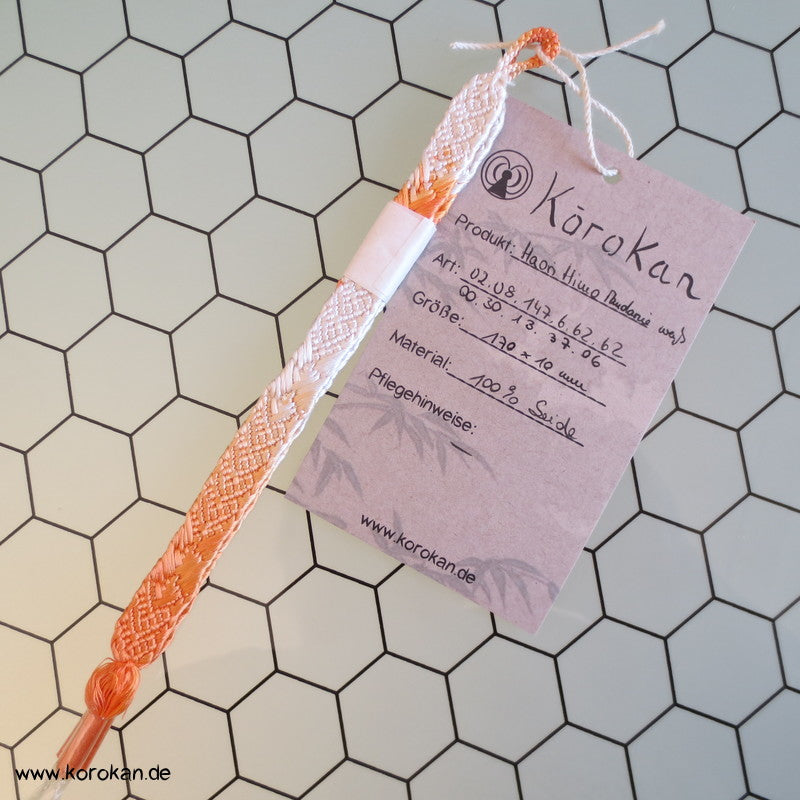 Kōrokan
Produkt: Haori Himo weiß
Art: 02.08.147.6.62.62
00.30.13.37.06
Größe: 170 x 10 mm
Material: 100% Seide
Pflegehinweise: —
www.korokan.de
www.korokan.de